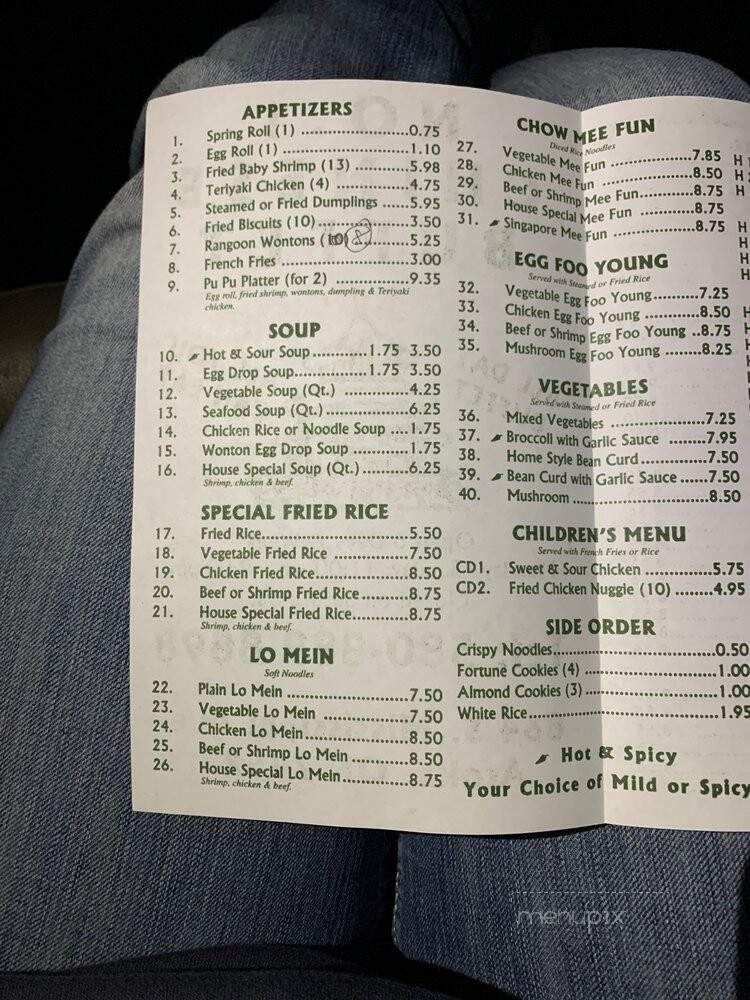 APPETIZERS
1. Spring Roll (1) ........................0.75
2. Egg Roll (1) .............................1.10
3. Fried Baby Shrimp (13) ............5.98
4. Teriyaki Chicken (4) ................4.75
5. Steamed or Fried Dumplings ......5.95
6. Fried Biscuits (10).....................3.50
7. Rangoon Wontons (10) 8 ..........5.25
8. French Fries .............................3.00
9. Pu Pu Platter (for 2) ................9.35
Egg roll, fried shrimp, wontons, dumpling & Teriyaki
chicken.
SOUP
10. Hot & Sour Soup............1.75 3.50
11. Egg Drop Soup................1.75 3.50
12. Vegetable Soup (Qt.) ................4.25
13. Seafood Soup (Qt.)....................6.25
14. Chicken Rice or Noodle Soup ....1.75
15. Wonton Egg Drop Soup ............1.75
16. House Special Soup (Qt.)..........6.25
Shrimp, chicken & beef.
SPECIAL FRIED RICE
17. Fried Rice..................................5.50
18. Vegetable Fried Rice ................7.50
19. Chicken Fried Rice.....................8.50
20. Beef or Shrimp Fried Rice..........8.75
21. House Special Fried Rice............8.75
Shrimp, chicken & beef.
LO MEIN
Soft Noodles
22. Plain Lo Mein ...........................7.50
23. Vegetable Lo Mein ...................7.50
24. Chicken Lo Mein........................8.50
25. Beef or Shrimp Lo Mein ............8.50
26. House Special Lo Mein..............8.75
Shrimp, chicken & beef.
CHOW MEE FUN
Diced Rice Noodles
27. Vegetable Mee Fun .................7.85
28. Chicken Mee Fun ...................8.50
29. Beef or Shrimp Mee Fun...........8.75
30. House Special Mee Fun ...........8.75
31. Singapore Mee Fun .................8.75
EGG FOO YOUNG
Served with Steamed or Fried Rice
32. Vegetable Egg Foo Young..........7.25
33. Chicken Egg Foo Young ...........8.50
34. Beef or Shrimp Egg Foo Young ..8.75
35. Mushroom Egg Foo Young ........8.25
VEGETABLES
Served with Steamed or Fried Rice
36. Mixed Vegetables ....................7.25
37. Broccoli with Garlic Sauce ........7.95
38. Home Style Bean Curd..............7.50
39. Bean Curd with Garlic Sauce......7.50
40. Mushroom ..............................8.50
CHILDREN'S MENU
Served with French Fries or Rice
CD1. Sweet & Sour Chicken ..............5.75
CD2. Fried Chicken Nuggie (10) ........4.95
SIDE ORDER
Crispy Noodles......................................0.50
Fortune Cookies (4) ..............................1.00
Almond Cookies (3) ..............................1.00
White Rice............................................1.95
Hot & Spicy
Your Choice of Mild or Spicy
H
H
H
H
H
H
H
menupix